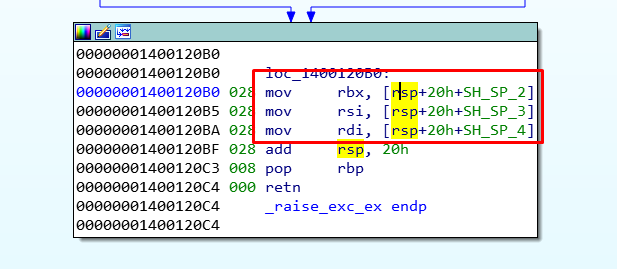 00000001400120B0
00000001400120B0 loc_1400120B0:
00000001400120B0 028 mov rbx, [rsp+20h+SH_SP_2]
00000001400120B5 028 mov rsi, [rsp+20h+SH_SP_3]
00000001400120BA 028 mov rdi, [rsp+20h+SH_SP_4]
00000001400120BF 028 add rsp, 20h
00000001400120C3 008 pop rbp
00000001400120C4 000 retn
00000001400120C4 _raise_exc_ex endp
00000001400120C4